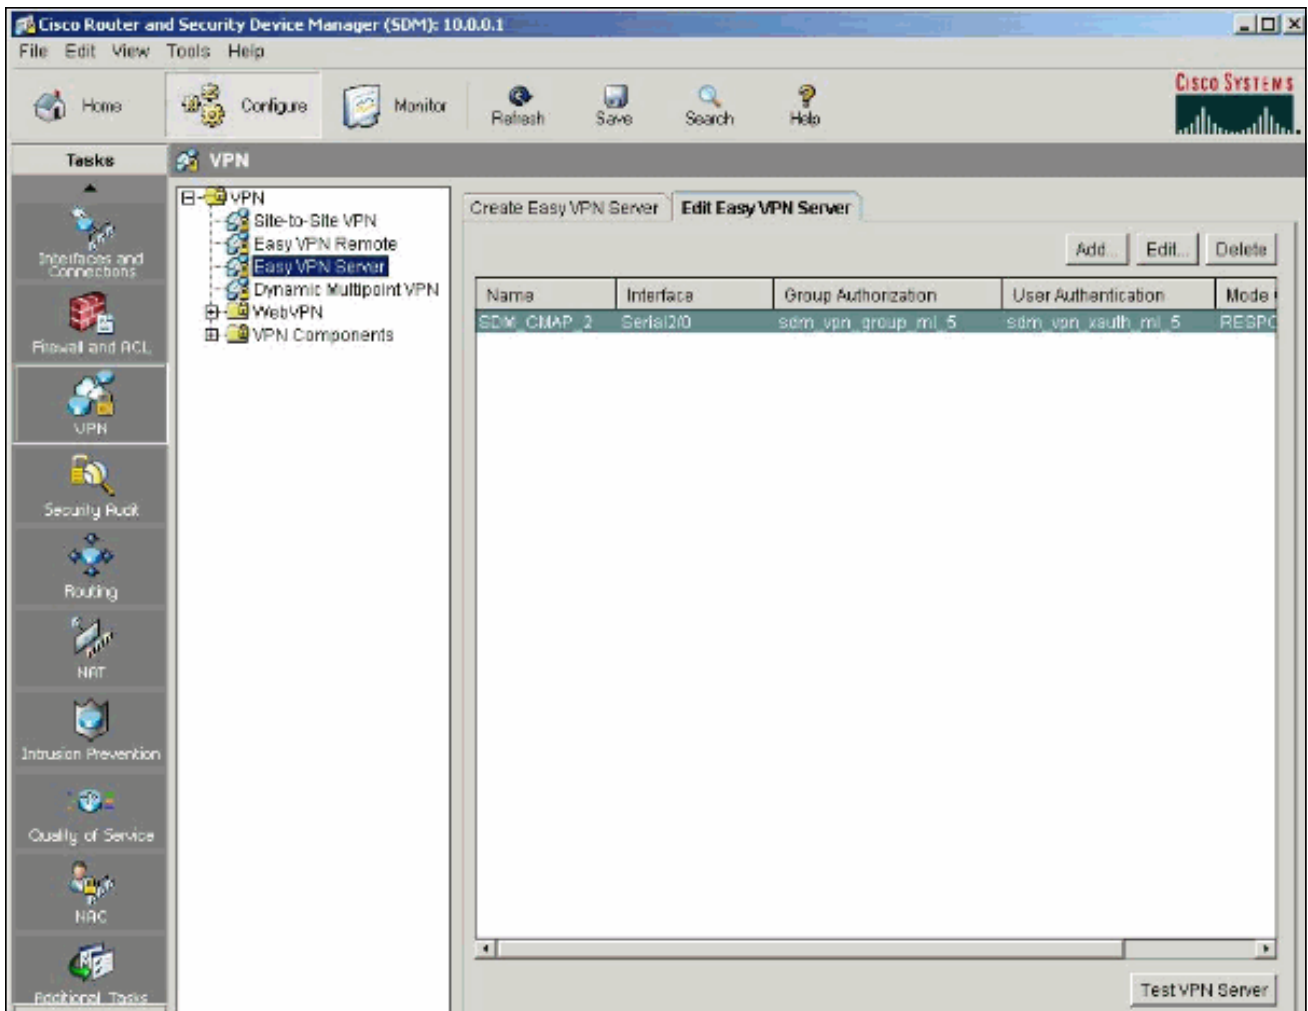 Cisco Router and Security Device Manager (SDM): 10.0.0.1
File Edit View Tools Help
Home Configure Monitor Refresh Save Search Help
CISCO SYSTEMS
Tasks
VPN
Interfaces and Connections
Firewall and ACL
VPN
Security Audit
Routing
NAT
Intrusion Prevention
Quality of Service
NAC
Additional Tasks
VPN
Site-to-Site VPN
Easy VPN Remote
Easy VPN Server
Dynamic Multipoint VPN
WebVPN
VPN Components
Create Easy VPN Server Edit Easy VPN Server
Add... Edit... Delete
Name Interface Group Authorization User Authentication Mode
SDM_CMAP_2 Serial2/0 sdm_vpn_group_ml_5 sdm_vpn_xauth_ml_5 RESPO
Test VPN Server